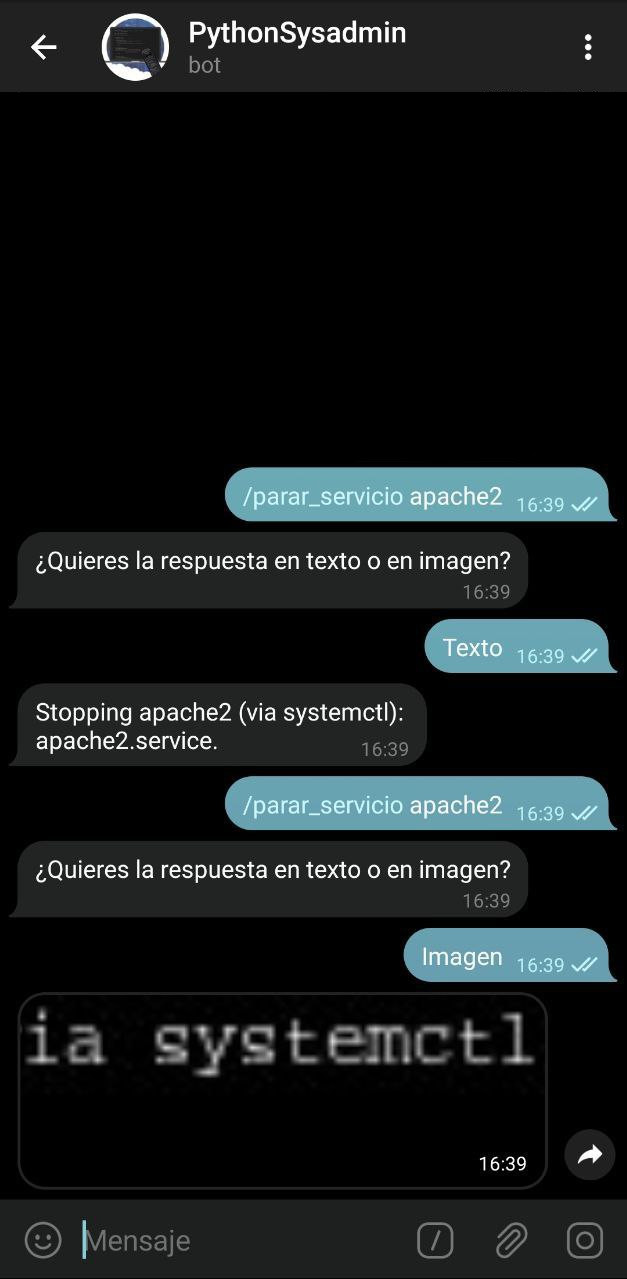 PythonSysadmin
bot
/parar_servicio apache2 16:39
¿Quieres la respuesta en texto o en imagen?
16:39
Texto 16:39
Stopping apache2 (via systemctl):
apache2.service. 16:39
/parar_servicio apache2 16:39
¿Quieres la respuesta en texto o en imagen?
16:39
Imagen 16:39
ia systemctl
16:39
Mensaje